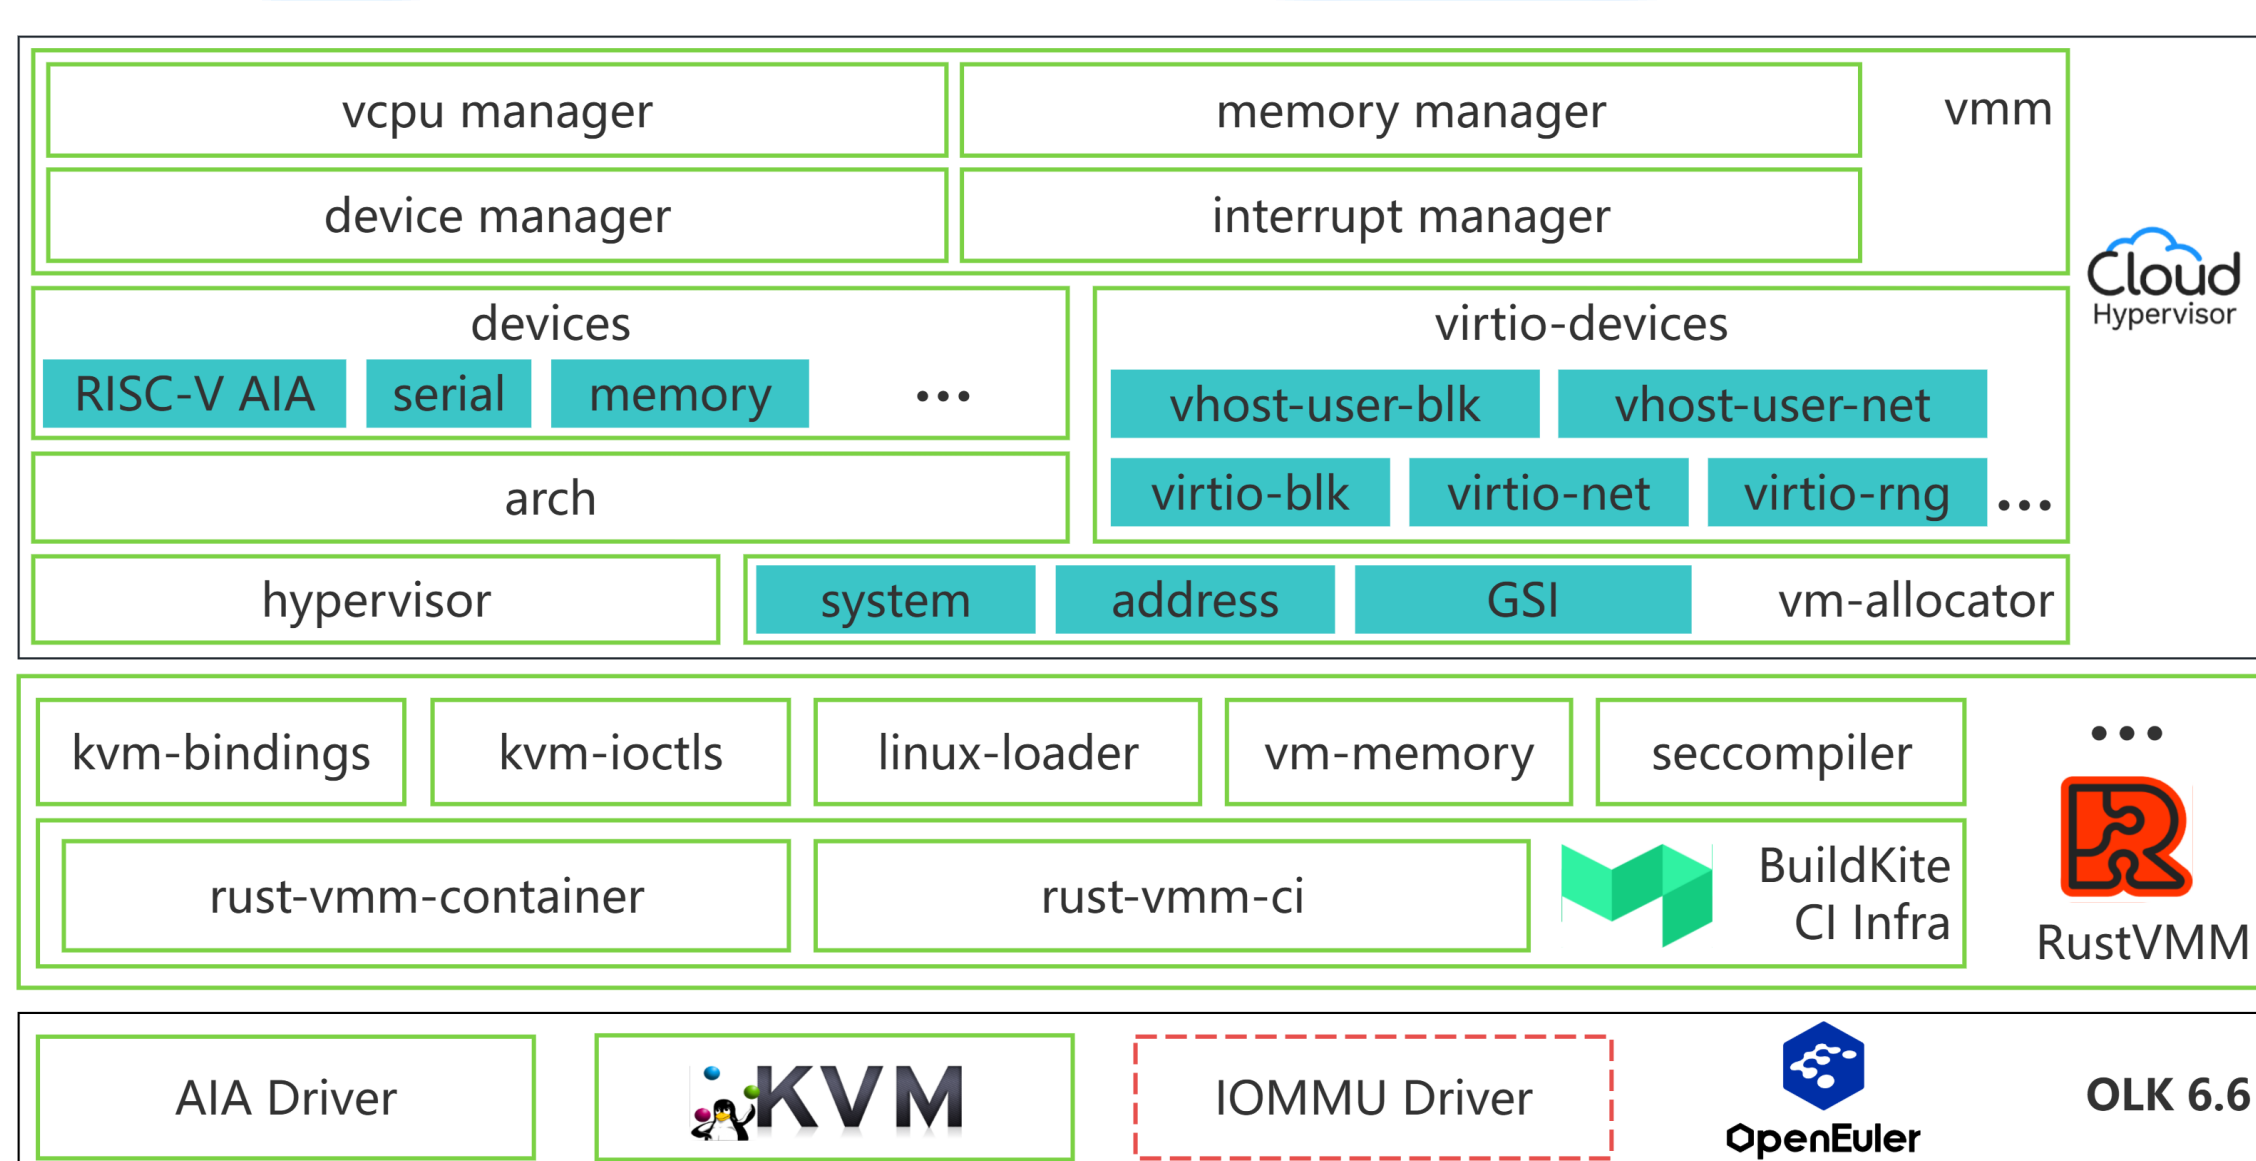 vcpu manager
memory manager
vmm
device manager
interrupt manager
Cloud
Hypervisor
devices
RISC-V AIA
serial
memory
...
virtio-devices
vhost-user-blk
vhost-user-net
virtio-blk
virtio-net
virtio-rng
...
arch
hypervisor
system
address
GSI
vm-allocator
kvm-bindings
kvm-ioctls
linux-loader
vm-memory
seccompiler
...
rust-vmm-container
rust-vmm-ci
BuildKite
CI Infra
RustVMM
AIA Driver
KVM
IOMMU Driver
OpenEuler
OLK 6.6